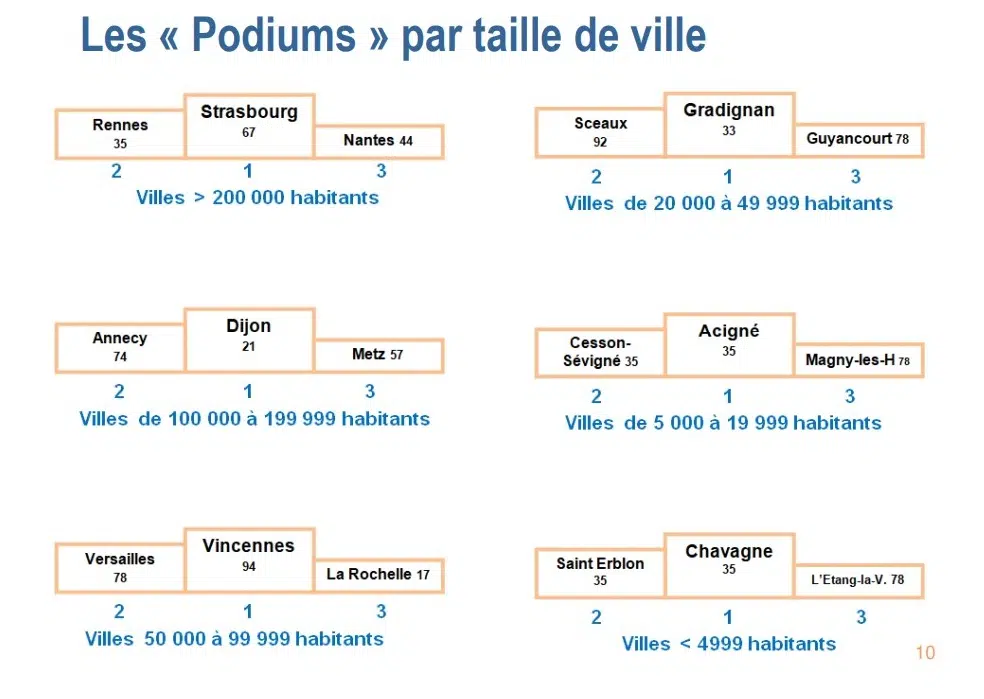 Les « Podiums » par taille de ville
Strasbourg
67
Rennes
35
Nantes 44
2 1 3
Villes > 200 000 habitants
Gradignan
33
Sceaux
92
Guyancourt 78
2 1 3
Villes de 20 000 à 49 999 habitants
Dijon
21
Annecy
74
Metz 57
2 1 3
Villes de 100 000 à 199 999 habitants
Acigné
35
Cesson-
Sévigné 35
Magny-les-H 78
2 1 3
Villes de 5 000 à 19 999 habitants
Vincennes
94
Versailles
78
La Rochelle 17
2 1 3
Villes 50 000 à 99 999 habitants
Chavagne
35
Saint Erblon
35
L'Etang-la-V. 78
2 1 3
Villes < 4999 habitants
10